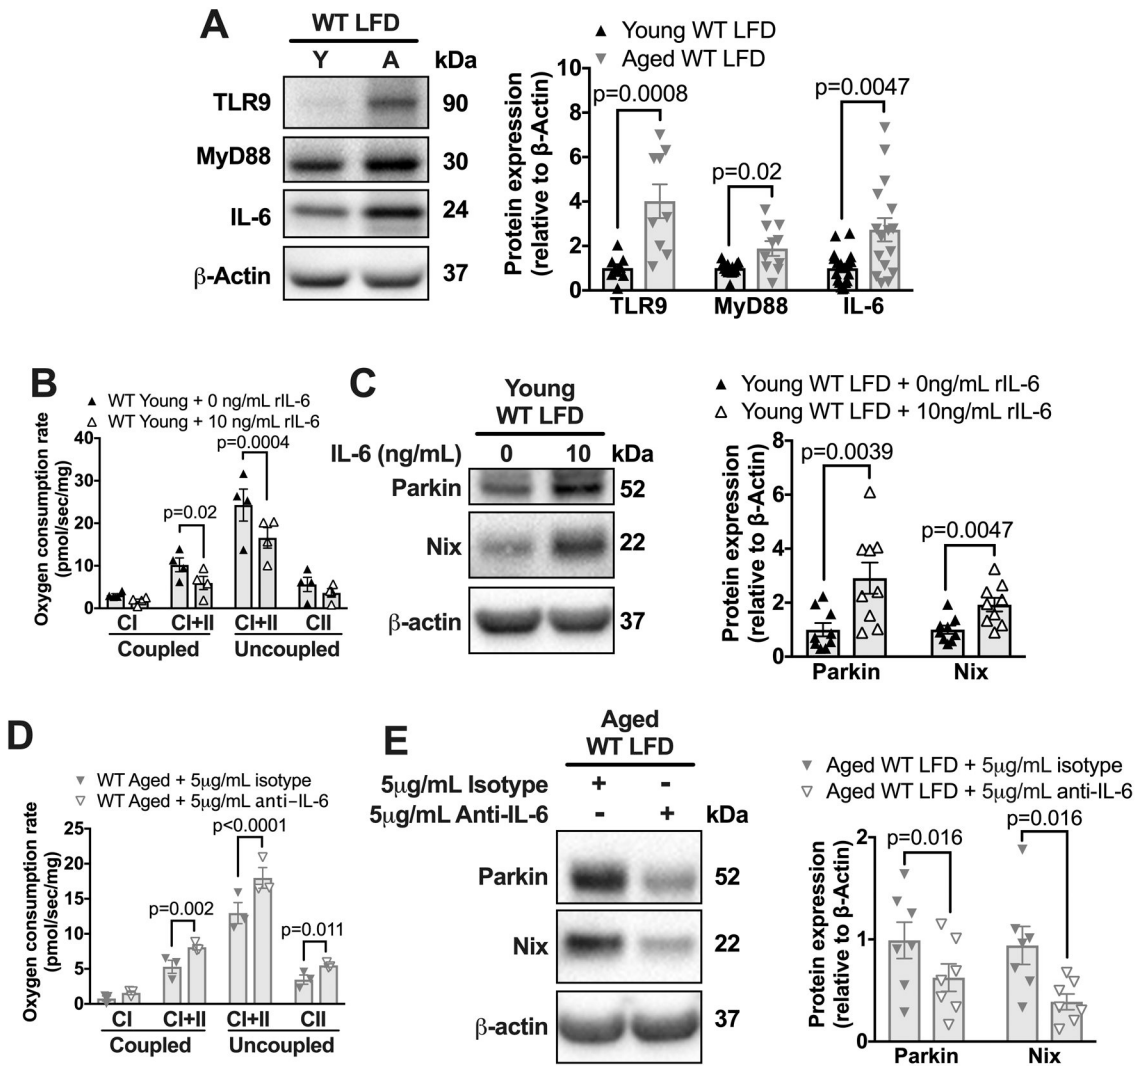 A
WT LFD
Y A kDa
TLR9 90
MyD88 30
IL-6 24
β-Actin 37
Young WT LFD
Aged WT LFD
Protein expression
(relative to β-Actin)
10
8
6
4
2
0
p=0.0008
p=0.02
p=0.0047
TLR9 MyD88 IL-6
B
WT Young + 0 ng/mL rIL-6
WT Young + 10 ng/mL rIL-6
Oxygen consumption rate
(pmol/sec/mg)
40
30
20
10
0
p=0.02
p=0.0004
CI CI+II CI+II CII
Coupled Uncoupled
C
Young
WT LFD
IL-6 (ng/mL) 0 10 kDa
Parkin 52
Nix 22
β-actin 37
Young WT LFD + 0ng/mL rIL-6
Young WT LFD + 10ng/mL rIL-6
Protein expression
(relative to β-Actin)
8
6
4
2
0
p=0.0039
p=0.0047
Parkin Nix
D
WT Aged + 5µg/mL isotype
WT Aged + 5µg/mL anti-IL-6
Oxygen consumption rate
(pmol/sec/mg)
25
20
15
10
5
0
p=0.002
p<0.0001
p=0.011
CI CI+II CI+II CII
Coupled Uncoupled
E
Aged
WT LFD
5µg/mL Isotype + -
5µg/mL Anti-IL-6 - + kDa
Parkin 52
Nix 22
β-actin 37
Aged WT LFD + 5µg/mL isotype
Aged WT LFD + 5µg/mL anti-IL-6
Protein expression
(relative to β-Actin)
2
1
0
p=0.016
p=0.016
Parkin Nix